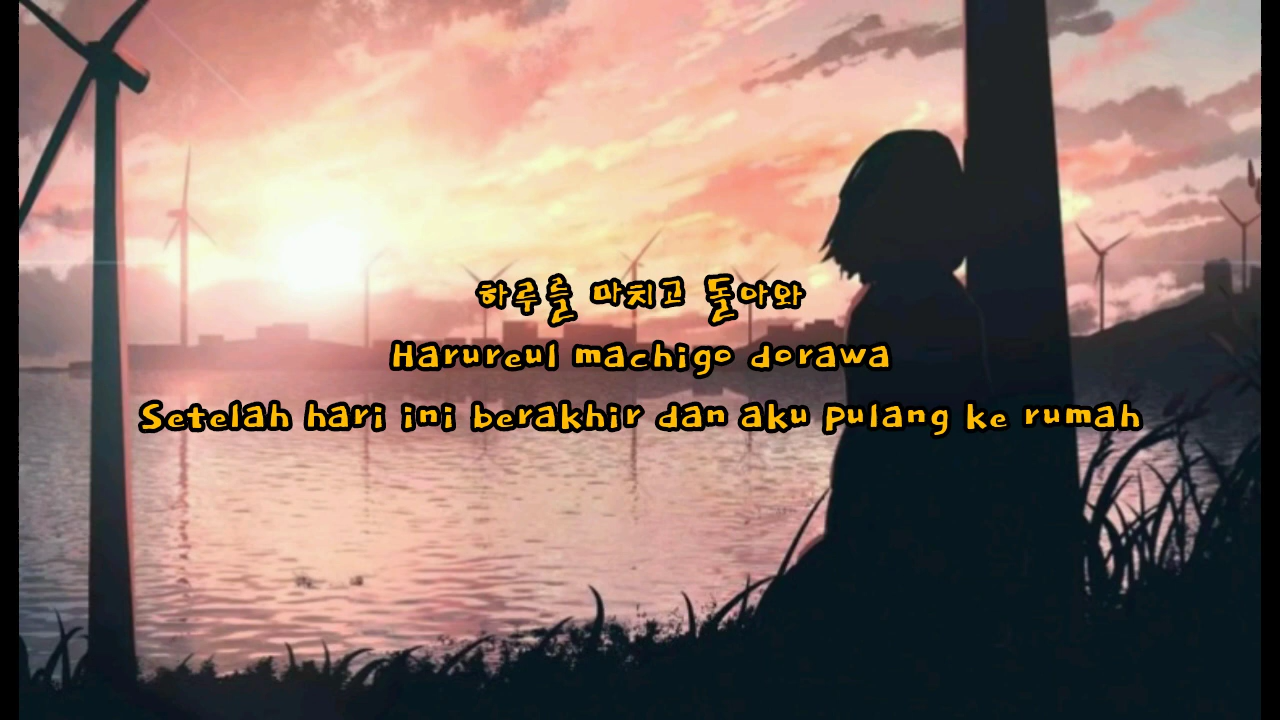 하루를 마치고 돌아와
Harureul machigo dorawa
Setelah hari ini berakhir dan aku pulang ke rumah